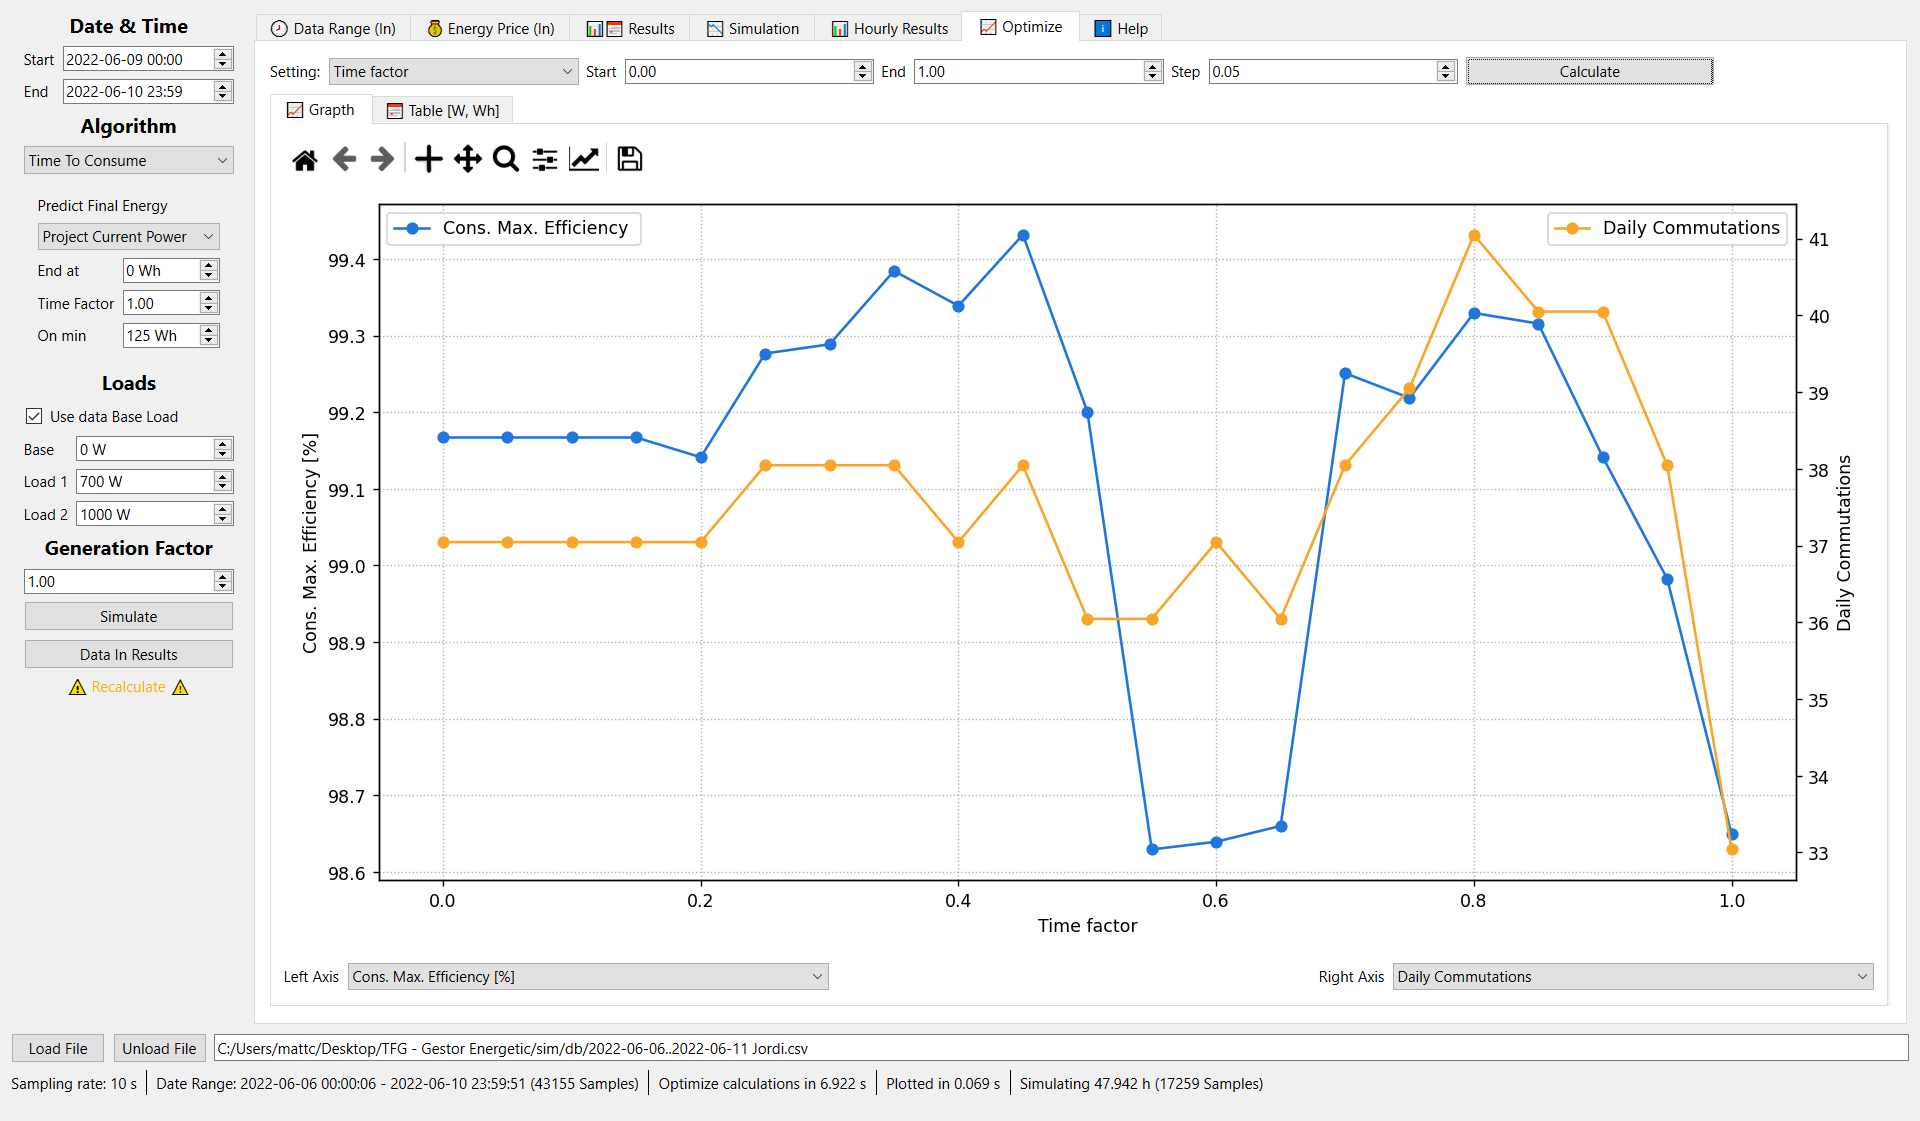 Date & Time
Start 2022-06-09 00:00
End 2022-06-10 23:59
Algorithm
Time To Consume
Predict Final Energy
Project Current Power
End at 0 Wh
Time Factor 1.00
On min 125 Wh
Loads
Use data Base Load
Base 0 W
Load 1 700 W
Load 2 1000 W
Generation Factor
1.00
Simulate
Data In Results
Recalculate
Data Range (In) Energy Price (In) Results Simulation Hourly Results Optimize Help
Setting: Time factor Start 0.00 End 1.00 Step 0.05 Calculate
Grapth Table [W, Wh]
Cons. Max. Efficiency
Daily Commutations
Cons. Max. Efficiency [%]
99.4
99.3
99.2
99.1
99.0
98.9
98.8
98.7
98.6
41
40
39
38
37
36
35
34
33
Daily Commutations
0.0 0.2 0.4 0.6 0.8 1.0
Time factor
Left Axis Cons. Max. Efficiency [%] Right Axis Daily Commutations
Load File Unload File C:/Users/mattc/Desktop/TFG - Gestor Energetic/sim/db/2022-06-06..2022-06-11 Jordi.csv
Sampling rate: 10 s Date Range: 2022-06-06 00:00:06 - 2022-06-10 23:59:51 (43155 Samples) Optimize calculations in 6.922 s Plotted in 0.069 s Simulating 47.942 h (17259 Samples)